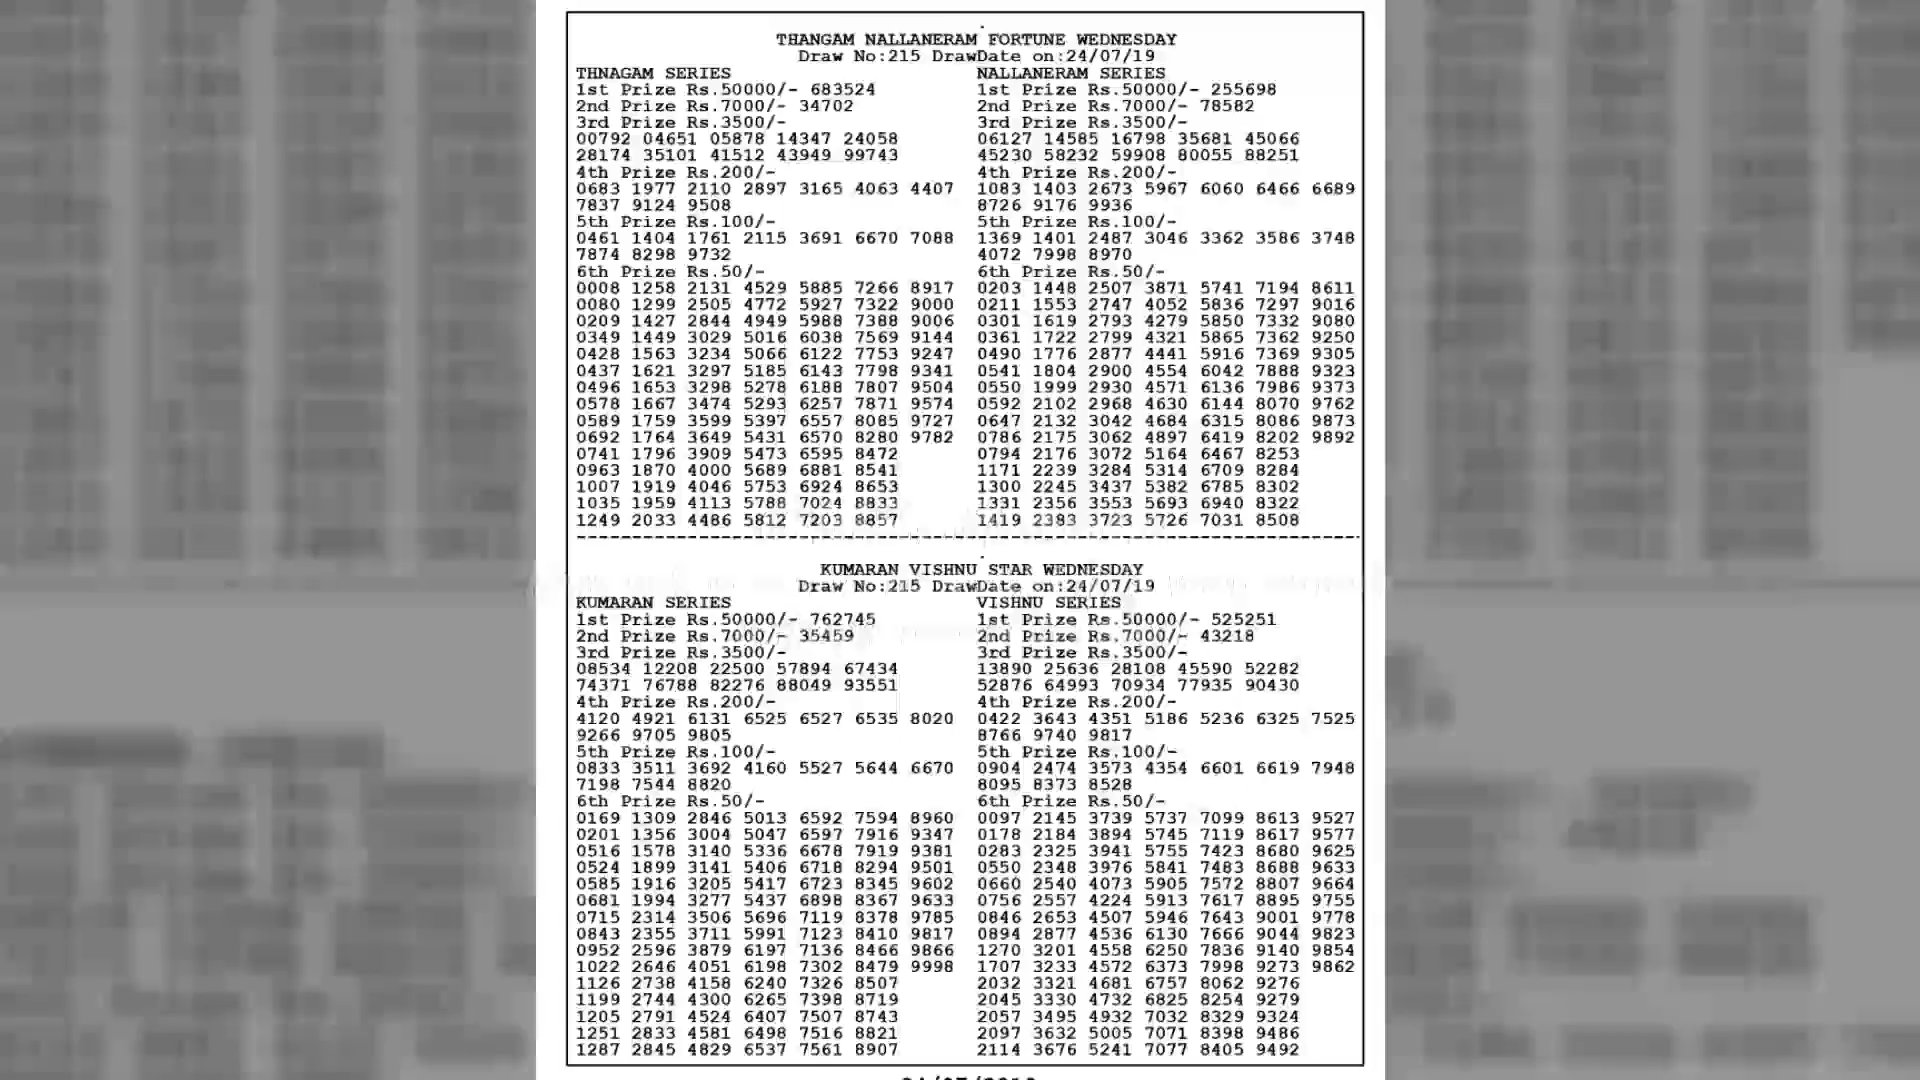 THANGAM NALLANERAM FORTUNE WEDNESDAY
Draw No:215 DrawDate on:24/07/19
THNAGAM SERIES
1st Prize Rs.50000/- 683524
2nd Prize Rs.7000/- 34702
3rd Prize Rs.3500/-
00792 04651 05878 14347 24058
28174 35101 41512 43949 99743
4th Prize Rs.200/-
0683 1977 2110 2897 3165 4063 4407
7837 9124 9508
5th Prize Rs.100/-
0461 1404 1761 2115 3691 6670 7088
7874 8298 9732
6th Prize Rs.50/-
0008 1258 2131 4529 5885 7266 8917
0080 1299 2505 4772 5927 7322 9000
0209 1427 2844 4949 5988 7388 9006
0349 1449 3029 5016 6038 7569 9144
0428 1563 3234 5066 6122 7753 9247
0437 1621 3297 5185 6143 7798 9341
0496 1653 3298 5278 6188 7807 9504
0578 1667 3474 5293 6257 7871 9574
0589 1759 3599 5397 6557 8085 9727
0692 1764 3649 5431 6570 8280 9782
0741 1796 3909 5473 6595 8472
0963 1870 4000 5689 6881 8541
1007 1919 4046 5753 6924 8653
1035 1959 4113 5788 7024 8833
1249 2033 4486 5812 7203 8857
NALLANERAM SERIES
1st Prize Rs.50000/- 255698
2nd Prize Rs.7000/- 78582
3rd Prize Rs.3500/-
06127 14585 16798 35681 45066
45230 58232 59908 80055 88251
4th Prize Rs.200/-
1083 1403 2673 5967 6060 6466 6689
8726 9176 9936
5th Prize Rs.100/-
1369 1401 2487 3046 3362 3586 3748
4072 7998 8970
6th Prize Rs.50/-
0203 1448 2507 3871 5741 7194 8611
0211 1553 2747 4052 5836 7297 9016
0301 1619 2793 4279 5850 7332 9080
0361 1722 2799 4321 5865 7362 9250
0490 1776 2877 4441 5916 7369 9305
0541 1804 2900 4554 6042 7888 9323
0550 1999 2930 4571 6136 7986 9373
0592 2102 2968 4630 6144 8070 9762
0647 2132 3042 4684 6315 8086 9873
0786 2175 3062 4897 6419 8202 9892
0794 2176 3072 5164 6467 8253
1171 2239 3284 5314 6709 8284
1300 2245 3437 5382 6785 8302
1331 2356 3553 5693 6940 8322
1419 2383 3723 5726 7031 8508
KUMARAN VISHNU STAR WEDNESDAY
Draw No:215 DrawDate on:24/07/19
KUMARAN SERIES
1st Prize Rs.50000/- 762745
2nd Prize Rs.7000/- 35459
3rd Prize Rs.3500/-
08534 12208 22500 57894 67434
74371 76788 82276 88049 93551
4th Prize Rs.200/-
4120 4921 6131 6525 6527 6535 8020
9266 9705 9805
5th Prize Rs.100/-
0833 3511 3692 4160 5527 5644 6670
7198 7544 8820
6th Prize Rs.50/-
0169 1309 2846 5013 6592 7594 8960
0201 1356 3004 5047 6597 7916 9347
0516 1578 3140 5336 6678 7919 9381
0524 1899 3141 5406 6718 8294 9501
0585 1916 3205 5417 6723 8345 9602
0681 1994 3277 5437 6898 8367 9633
0715 2314 3506 5696 7119 8378 9785
0843 2355 3711 5991 7123 8410 9817
0952 2596 3879 6197 7136 8466 9866
1022 2646 4051 6198 7302 8479 9998
1126 2738 4158 6240 7326 8507
1199 2744 4300 6265 7398 8719
1205 2791 4524 6407 7507 8743
1251 2833 4581 6498 7516 8821
1287 2845 4829 6537 7561 8907
VISHNU SERIES
1st Prize Rs.50000/- 525251
2nd Prize Rs.7000/- 43218
3rd Prize Rs.3500/-
13890 25636 28108 45590 52282
52876 64993 70934 77935 90430
4th Prize Rs.200/-
0422 3643 4351 5186 5236 6325 7525
8766 9740 9817
5th Prize Rs.100/-
0904 2474 3573 4354 6601 6619 7948
8095 8373 8528
6th Prize Rs.50/-
0097 2145 3739 5737 7099 8613 9527
0178 2184 3894 5745 7119 8617 9577
0283 2325 3941 5755 7423 8680 9625
0550 2348 3976 5841 7483 8688 9633
0660 2540 4073 5905 7572 8807 9664
0756 2557 4224 5913 7617 8895 9755
0846 2653 4507 5946 7643 9001 9778
0894 2877 4536 6130 7666 9044 9823
1270 3201 4558 6250 7836 9140 9854
1707 3233 4572 6373 7998 9273 9862
2032 3321 4681 6757 8062 9276
2045 3330 4732 6825 8254 9279
2057 3495 4932 7032 8329 9324
2097 3632 5005 7071 8398 9486
2114 3676 5241 7077 8405 9492